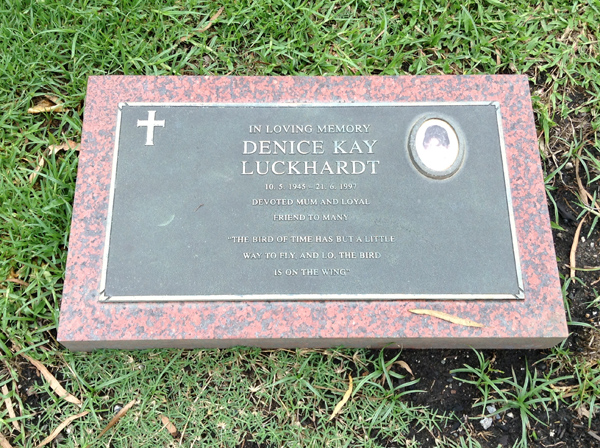 IN LOVING MEMORY
DENICE KAY
LUCKHARDT
10. 5. 1945 - 21. 6. 1997
DEVOTED MUM AND LOYAL
FRIEND TO MANY
"THE BIRD OF TIME HAS BUT A LITTLE
WAY TO FLY, AND LO, THE BIRD
IS ON THE WING"